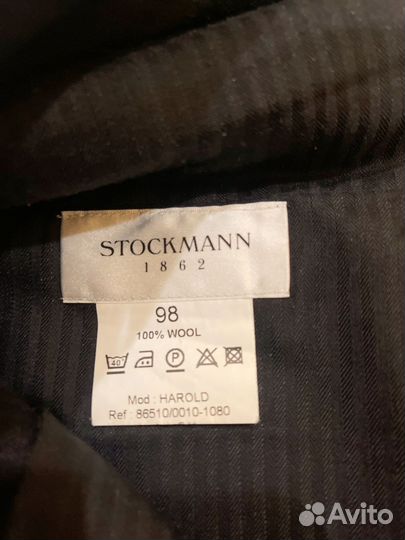 STOCKMANN
1862
98
100% WOOL
40
P
Mod : HAROLD
Ref : 86510/0010-1080
Avito